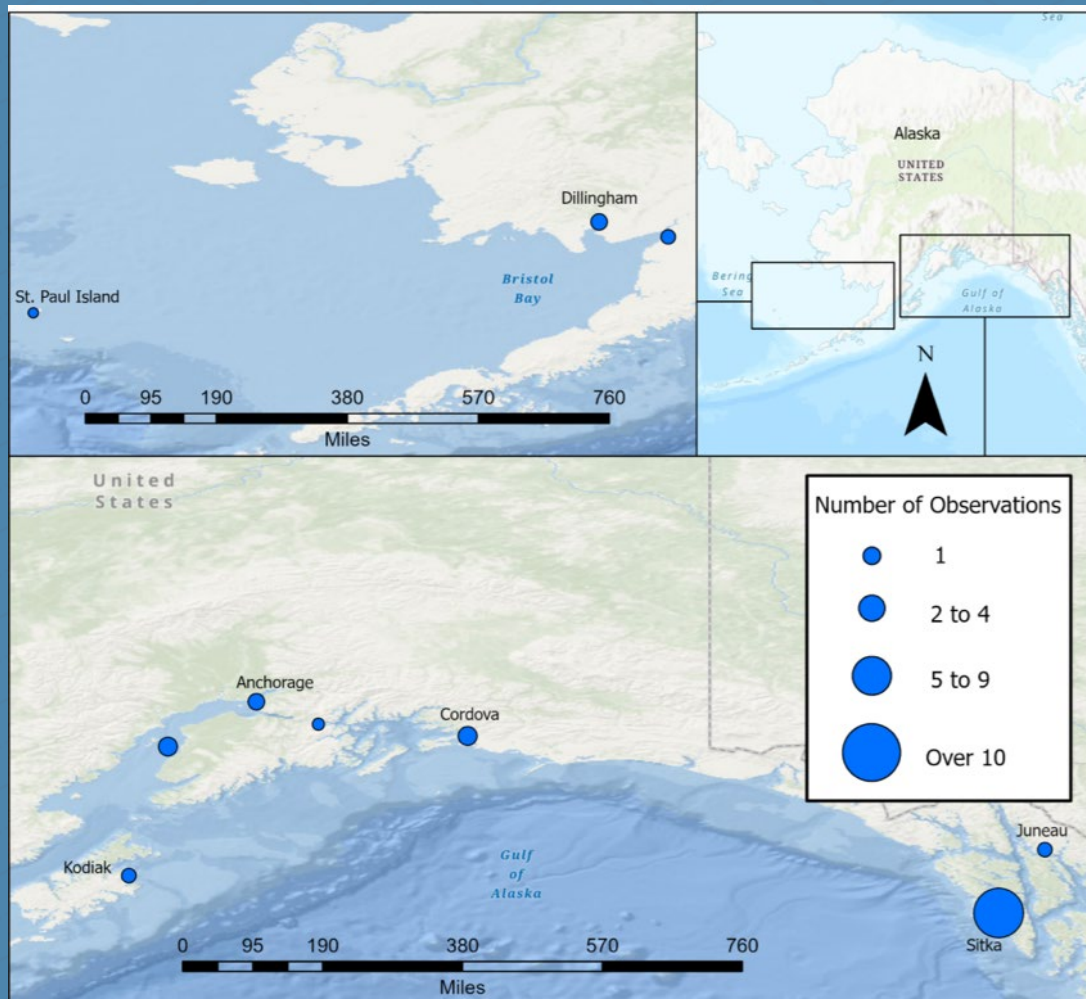 Dillingham
St. Paul Island
Bristol
Bay
0 95 190 380 570 760
Miles
Sea
Alaska
UNITED
STATES
Bering
Sea
Gulf of
Alaska
N
United
States
Number of Observations
1
2 to 4
5 to 9
Over 10
Anchorage
Cordova
Kodiak
Juneau
Gulf
of
Alaska
Sitka
0 95 190 380 570 760
Miles